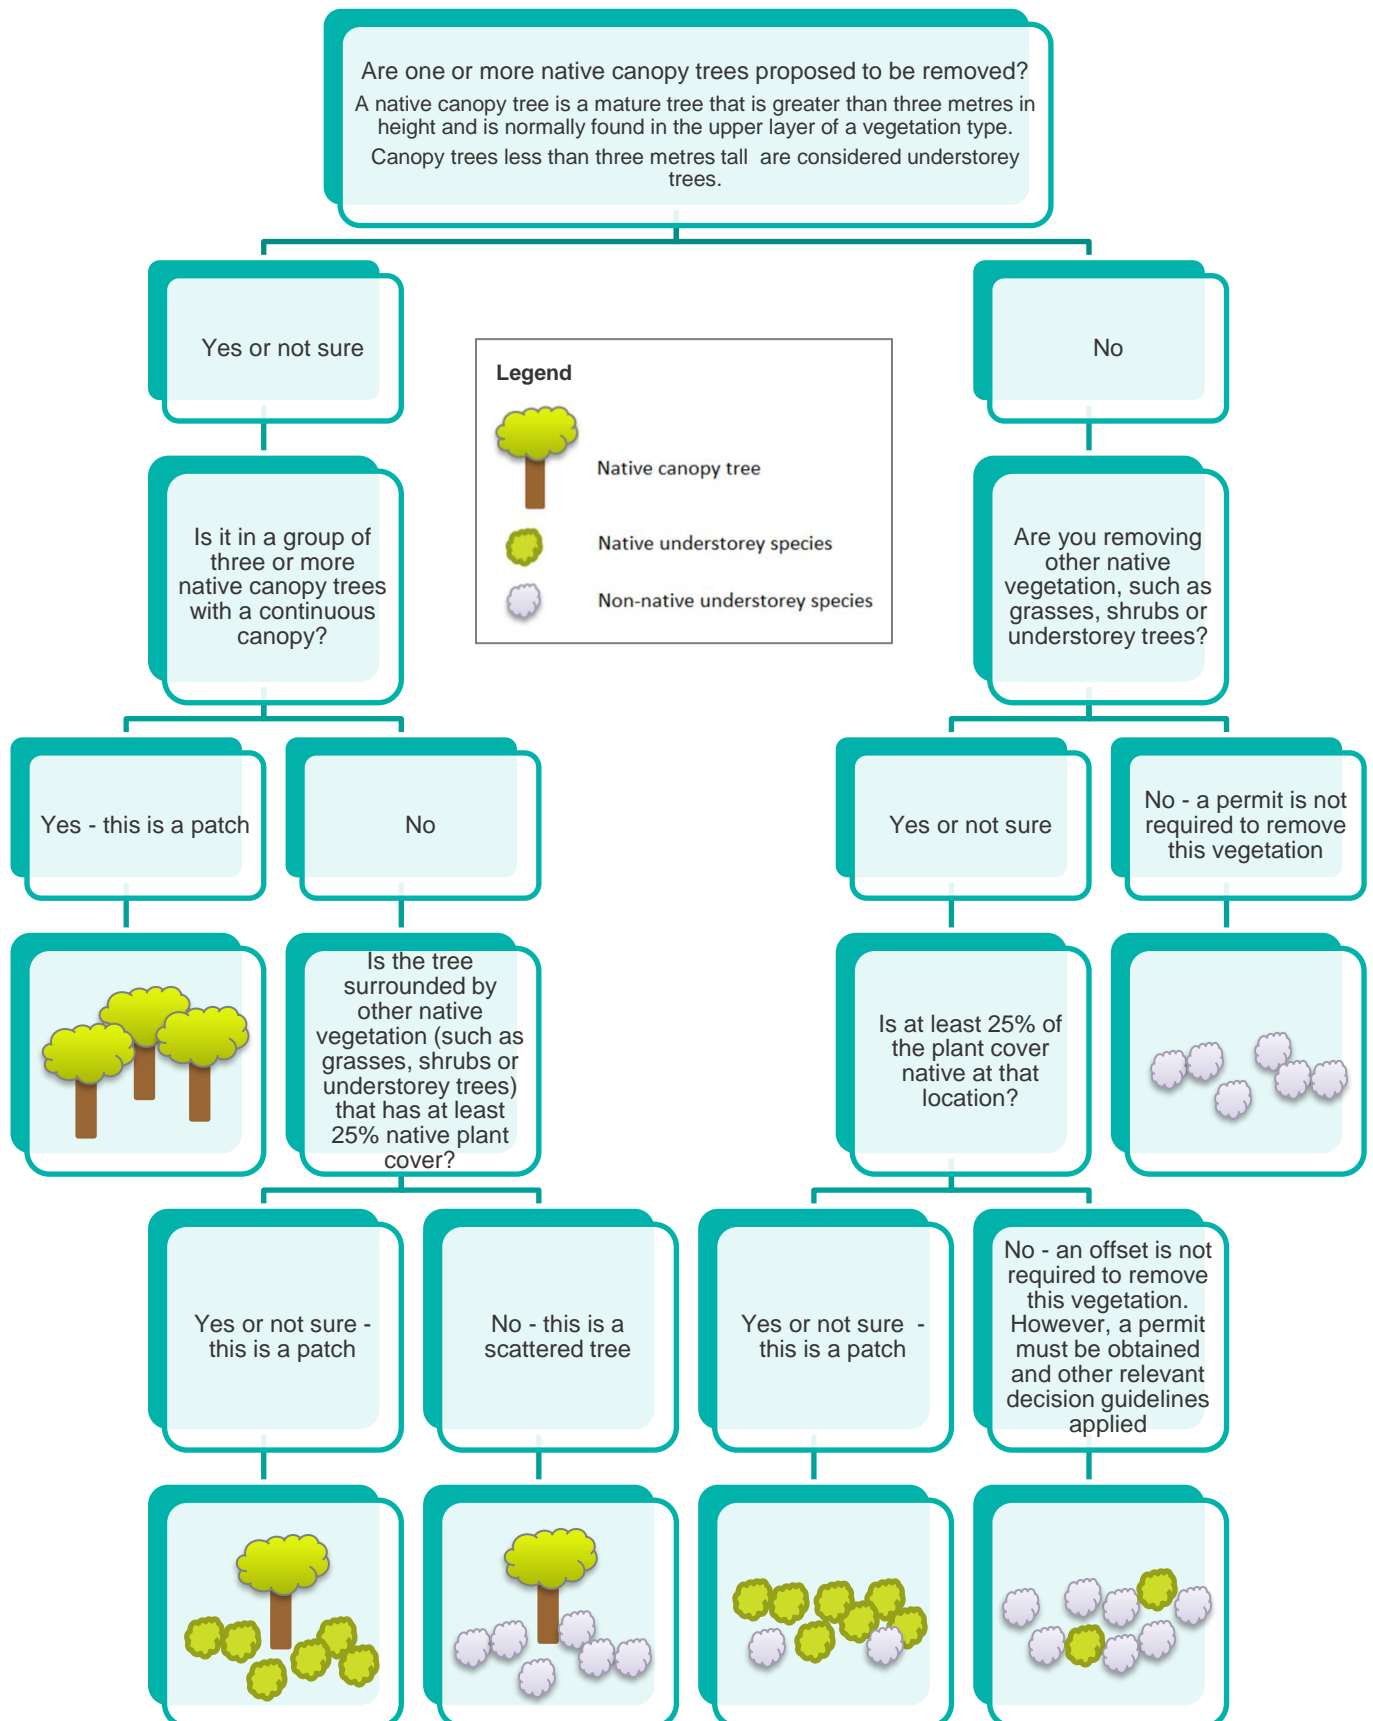 Are one or more native canopy trees proposed to be removed?
A native canopy tree is a mature tree that is greater than three metres in
height and is normally found in the upper layer of a vegetation type.
Canopy trees less than three metres tall  are considered understorey
trees.
Yes or not sure
No
Legend
Native canopy tree
Native understorey species
Non-native understorey species
Is it in a group of
three or more
native canopy trees
with a continuous
canopy?
Are you removing
other native
vegetation, such as
grasses, shrubs or
understorey trees?
Yes - this is a patch
No
Yes or not sure
No - a permit is not
required to remove
this vegetation
Is the tree
surrounded by
other native
vegetation (such as
grasses, shrubs or
understorey trees)
that has at least
25% native plant
cover?
Is at least 25% of
the plant cover
native at that
location?
Yes or not sure -
this is a patch
No - this is a
scattered tree
Yes or not sure  -
this is a patch
No - an offset is not
required to remove
this vegetation.
However, a permit
must be obtained
and other relevant
decision guidelines
applied